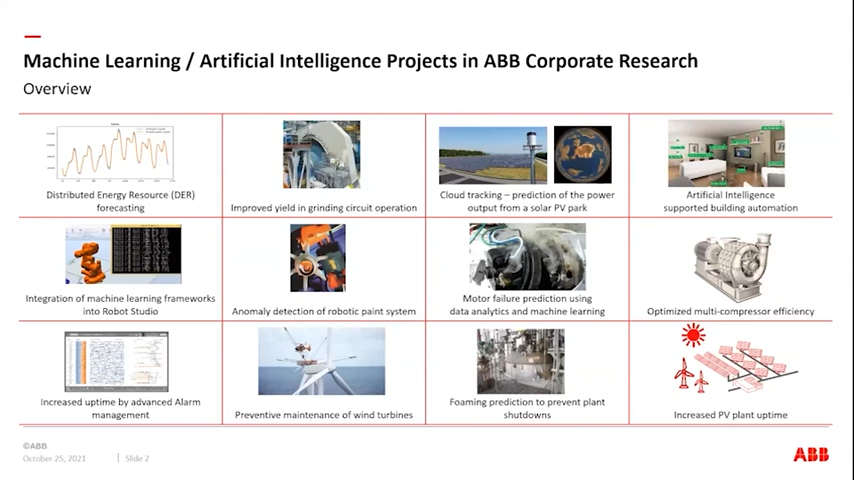 Machine Learning / Artificial Intelligence Projects in ABB Corporate Research
Overview
Distributed Energy Resource (DER)
forecasting
Improved yield in grinding circuit operation
Cloud tracking – prediction of the power
output from a solar PV park
Artificial Intelligence
supported building automation
Integration of machine learning frameworks
into Robot Studio
Anomaly detection of robotic paint system
Motor failure prediction using
data analytics and machine learning
Optimized multi-compressor efficiency
Increased uptime by advanced Alarm
management
Preventive maintenance of wind turbines
Foaming prediction to prevent plant
shutdowns
Increased PV plant uptime
©ABB
October 25, 2021
Slide 2
ABB